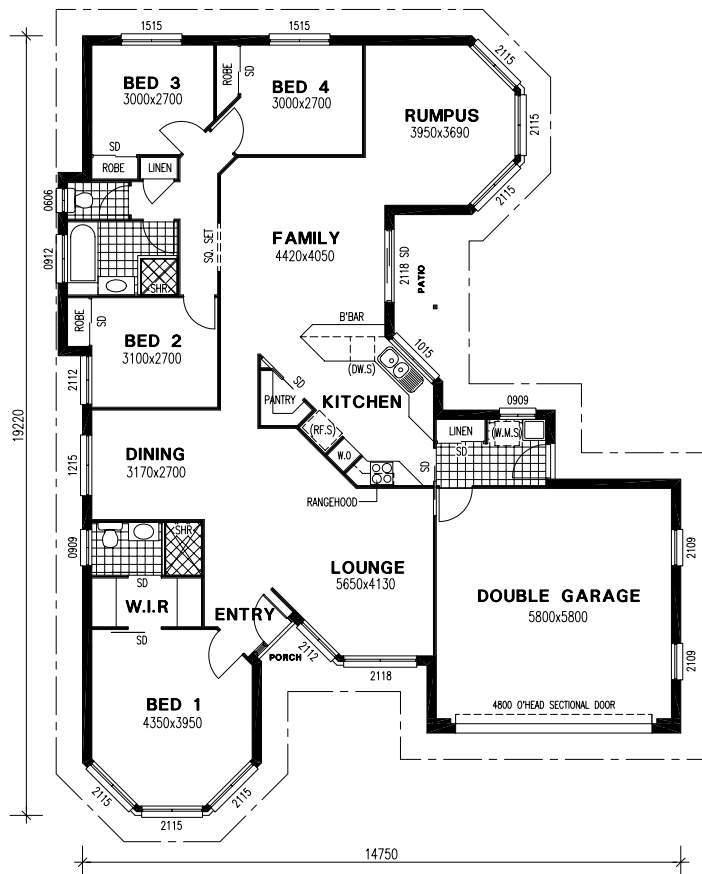 1515
1515
BED 3
3000x2700
ROBE
SD
BED 4
3000x2700
RUMPUS
3950x3690
2115
2115
2115
SD
ROBE
LINEN
0606
0912
SHR
SQ. SET
FAMILY
4420x4050
2118 SD
PATIO
ROBE
SD
BED 2
3100x2700
2112
B'BAR
(DW.S)
1015
SD
PANTRY
KITCHEN
(RF.S)
W.O
RANGEHOOD
0909
LINEN
(W.M.S)
SD
SD
19220
1215
DINING
3170x2700
0909
SHR
SD
W.I.R
SD
ENTRY
LOUNGE
5650x4130
DOUBLE GARAGE
5800x5800
2109
2109
PORCH
2112
2118
4800 O'HEAD SECTIONAL DOOR
BED 1
4350x3950
2115
2115
2115
14750